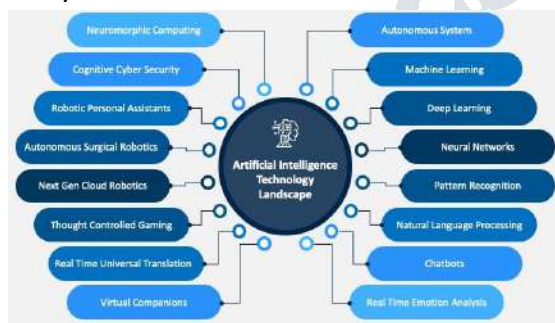 Neuromorphic Computing
Autonomous System
Cognitive Cyber Security
Machine Learning
Robotic Personal Assistants
Deep Learning
Autonomous Surgical Robotics
Neural Networks
Artificial Intelligence
Technology
Landscape
Next Gen Cloud Robotics
Pattern Recognition
Thought Controlled Gaming
Natural Language Processing
Real Time Universal Translation
Chatbots
Virtual Companions
Real Time Emotion Analysis